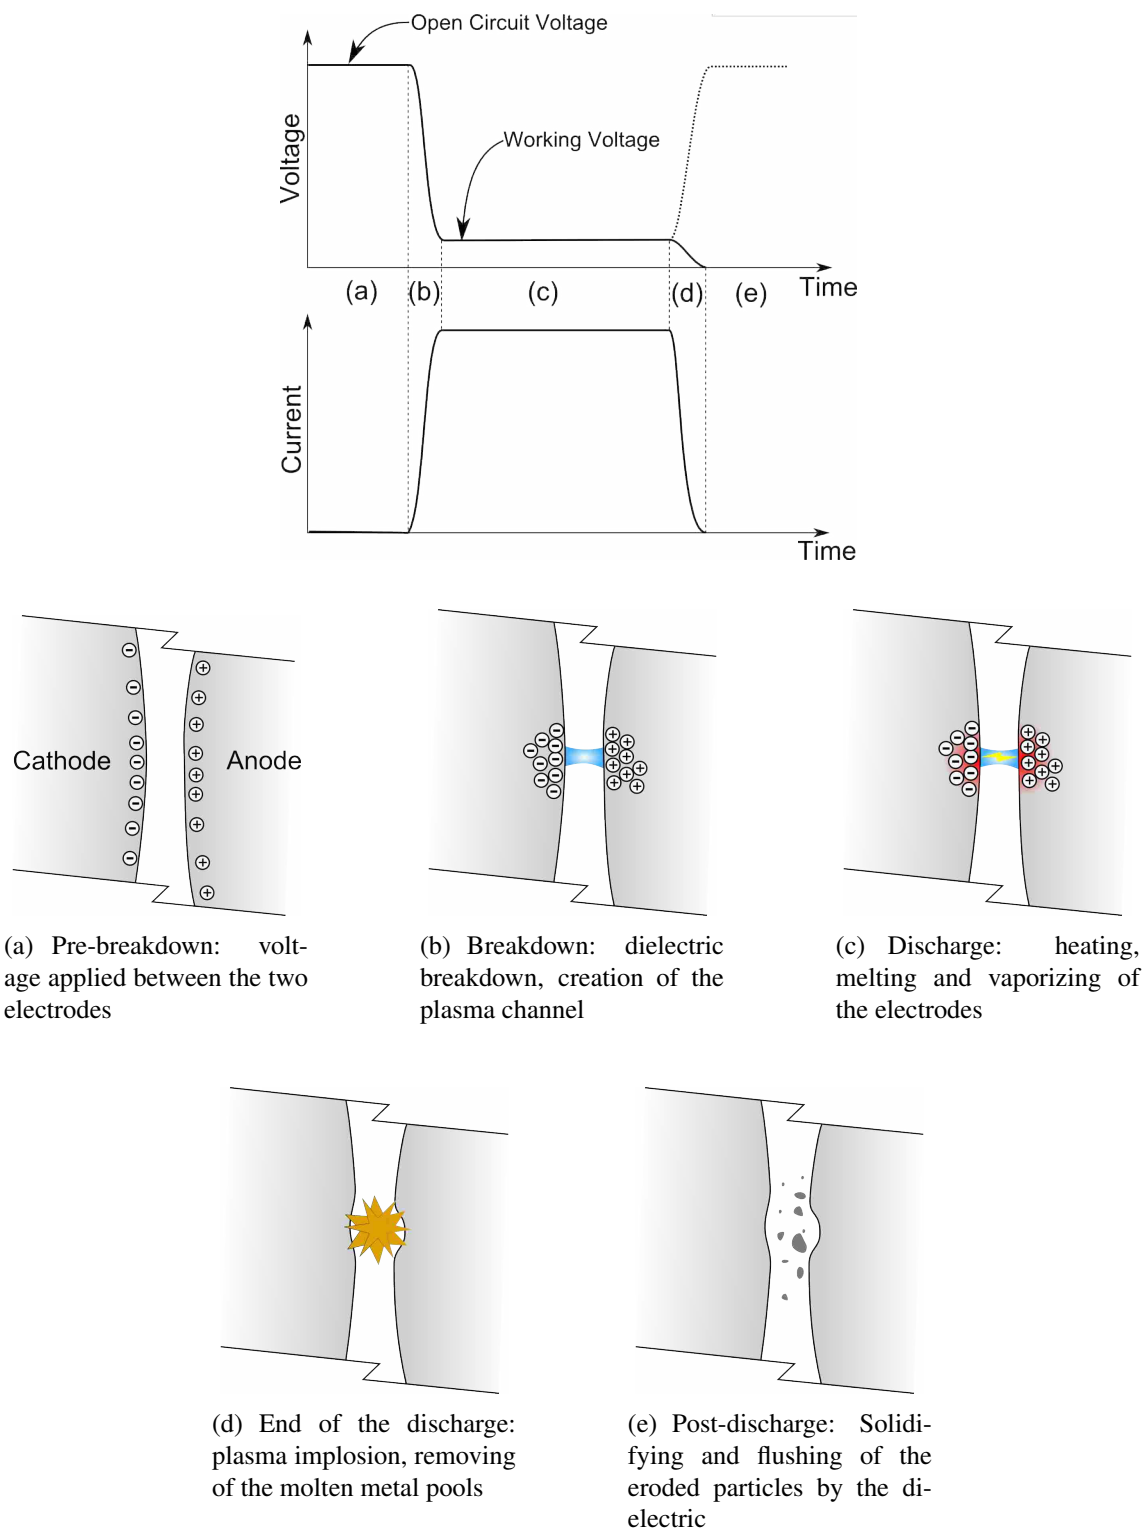 Open Circuit Voltage
Voltage
Working Voltage
(a) (b) (c) (d) (e) Time
Current
Time
Cathode Anode
(a) Pre-breakdown: volt-
age applied between the two
electrodes
(b) Breakdown: dielectric
breakdown, creation of the
plasma channel
(c) Discharge: heating,
melting and vaporizing of
the electrodes
(d) End of the discharge:
plasma implosion, removing
of the molten metal pools
(e) Post-discharge: Solidi-
fying and flushing of the
eroded particles by the di-
electric